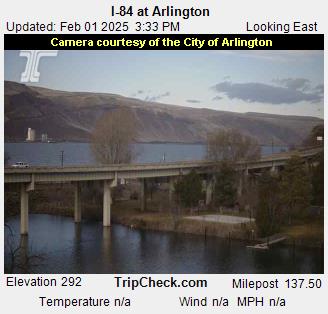 I-84 at Arlington
Updated: Feb 01 2025 3:33 PM Looking East
Camera courtesy of the City of Arlington
Elevation 292 TripCheck.com Milepost 137.50
Temperature n/a Wind n/a MPH n/a